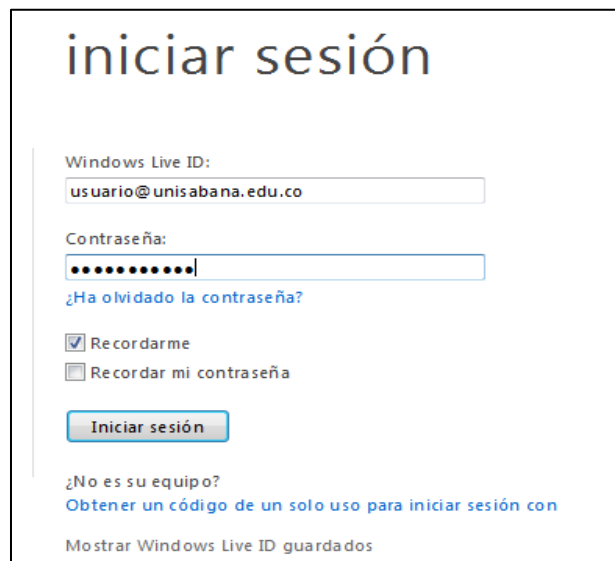 iniciar sesión
Windows Live ID:
usuario@unisabana.edu.co
Contraseña:
●●●●●●●●●●●
¿Ha olvidado la contraseña?
Recordarme
Recordar mi contraseña
Iniciar sesión
¿No es su equipo?
Obtener un código de un solo uso para iniciar sesión con
Mostrar Windows Live ID guardados